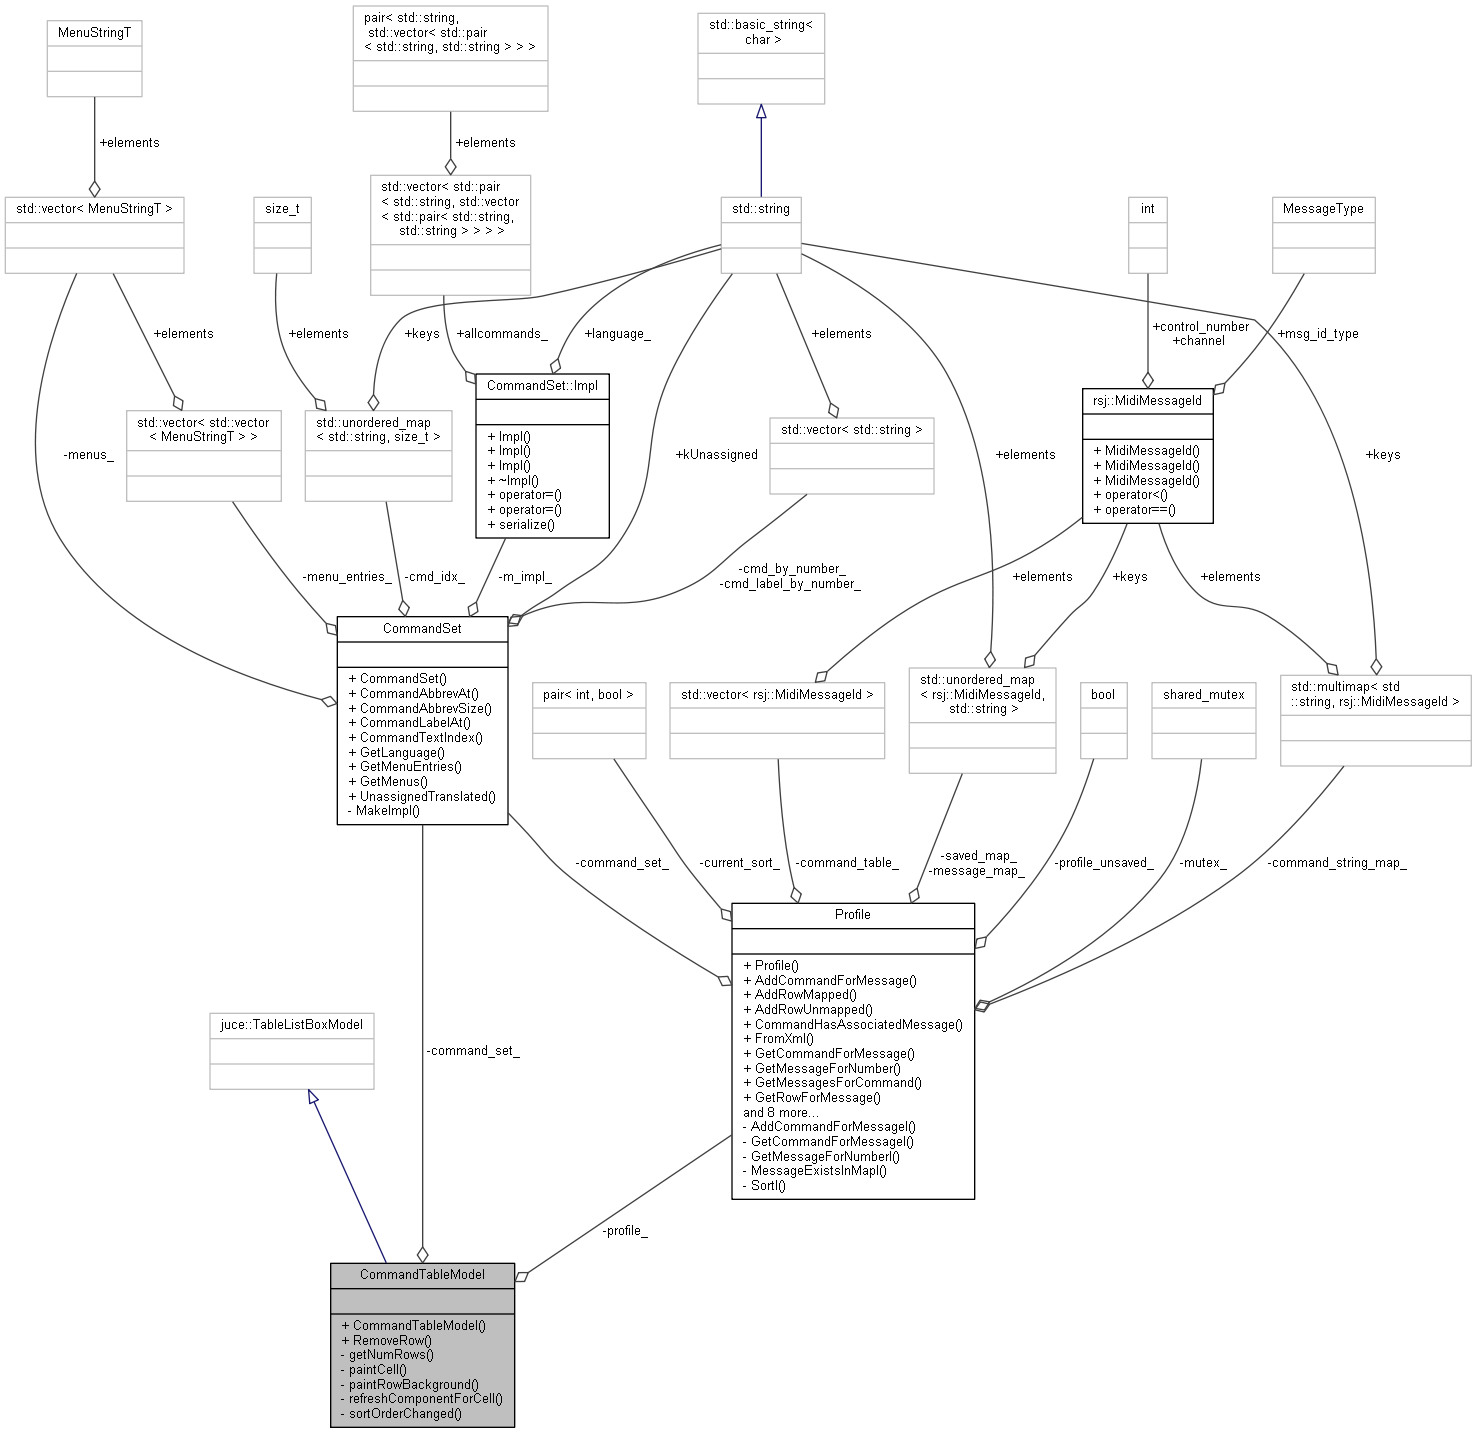 MenuStringT
pair< std::string,
std::vector< std::pair
< std::string, std::string > > >
std::basic_string<
char >
+elements
+elements
std::vector< MenuStringT >
size_t
std::vector< std::pair
< std::string, std::vector
< std::pair< std::string,
std::string > > > >
std::string
int
MessageType
+elements
+elements
+keys
+allcommands_
+language_
+elements
+control_number
+channel
+msg_id_type
-menus_
std::vector< std::vector
< MenuStringT > >
std::unordered_map
< std::string, size_t >
CommandSet::Impl
+ Impl()
+ Impl()
+ Impl()
+ ~Impl()
+ operator=()
+ operator=()
+ serialize()
+kUnassigned
std::vector< std::string >
+elements
rsj::MidiMessageId
+ MidiMessageId()
+ MidiMessageId()
+ MidiMessageId()
+ operator<()
+ operator==()
+keys
-menu_entries_
-cmd_idx_
-m_impl_
-cmd_by_number_
-cmd_label_by_number_
+elements
+keys
+elements
CommandSet
+ CommandSet()
+ CommandAbbrevAt()
+ CommandAbbrevSize()
+ CommandLabelAt()
+ CommandTextIndex()
+ GetLanguage()
+ GetMenuEntries()
+ GetMenus()
+ UnassignedTranslated()
- MakeImpl()
pair< int, bool >
std::vector< rsj::MidiMessageId >
std::unordered_map
< rsj::MidiMessageId,
std::string >
bool
shared_mutex
std::multimap< std
::string, rsj::MidiMessageId >
-command_set_
-current_sort_
-command_table_
-saved_map_
-message_map_
-profile_unsaved_
-mutex_
-command_string_map_
Profile
+ Profile()
+ AddCommandForMessage()
+ AddRowMapped()
+ AddRowUnmapped()
+ CommandHasAssociatedMessage()
+ FromXml()
+ GetCommandForMessage()
+ GetMessageForNumber()
+ GetMessagesForCommand()
+ GetRowForMessage()
and 8 more...
- AddCommandForMessageI()
- GetCommandForMessageI()
- GetMessageForNumberI()
- MessageExistsInMapI()
- SortI()
juce::TableListBoxModel
-command_set_
-profile_
CommandTableModel
+ CommandTableModel()
+ RemoveRow()
- getNumRows()
- paintCell()
- paintRowBackground()
- refreshComponentForCell()
- sortOrderChanged()